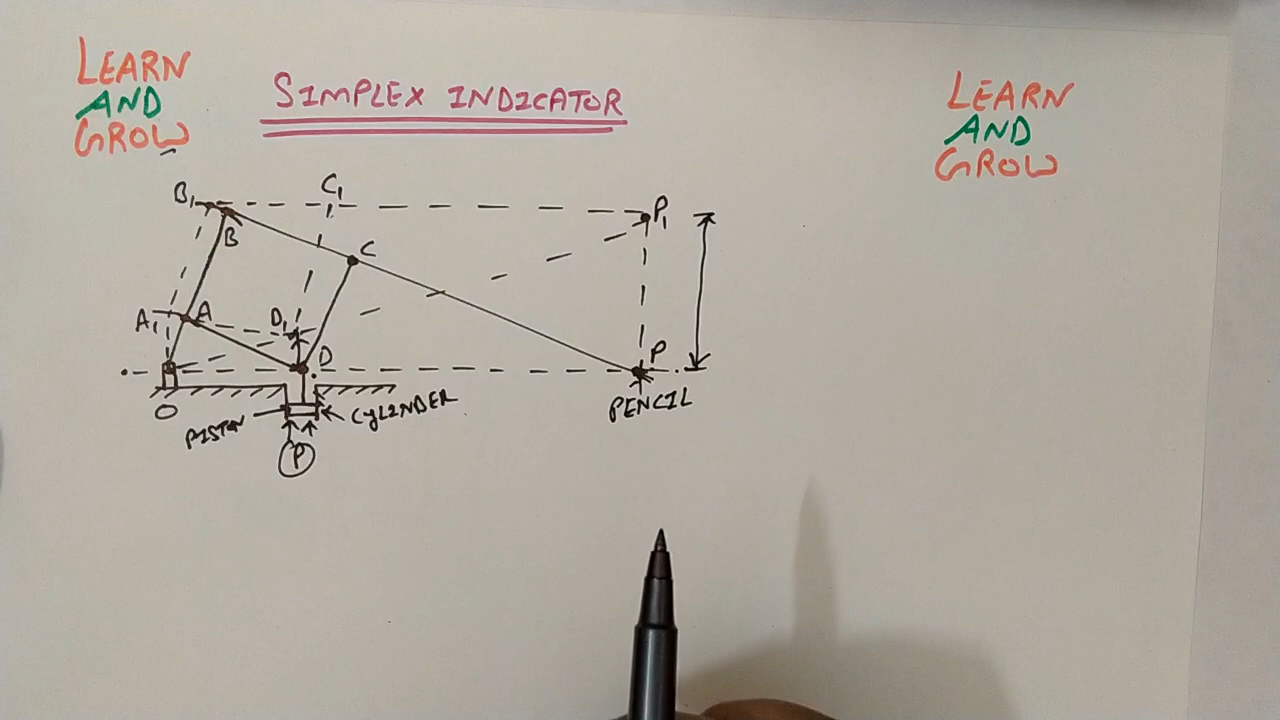 LEARN
AND
GROW
SIMPLEX INDICATOR
LEARN
AND
GROW
B₁
C₁
P₁
B
C
A₁
A
D₁
D
P
O
PENCIL
PISTON
CYLINDER
P